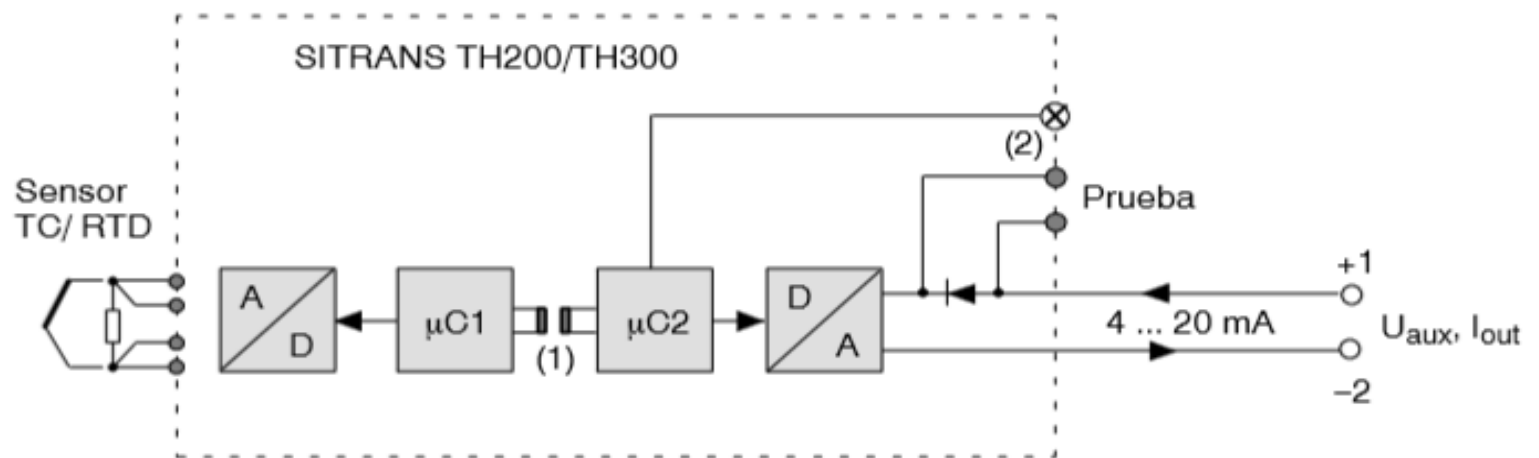 SITRANS TH200/TH300
(2)
Sensor
TC/ RTD
Prueba
A
D
µC1
(1)
µC2
D
A
+1
4 ... 20 mA
Uaux, Iout
−2